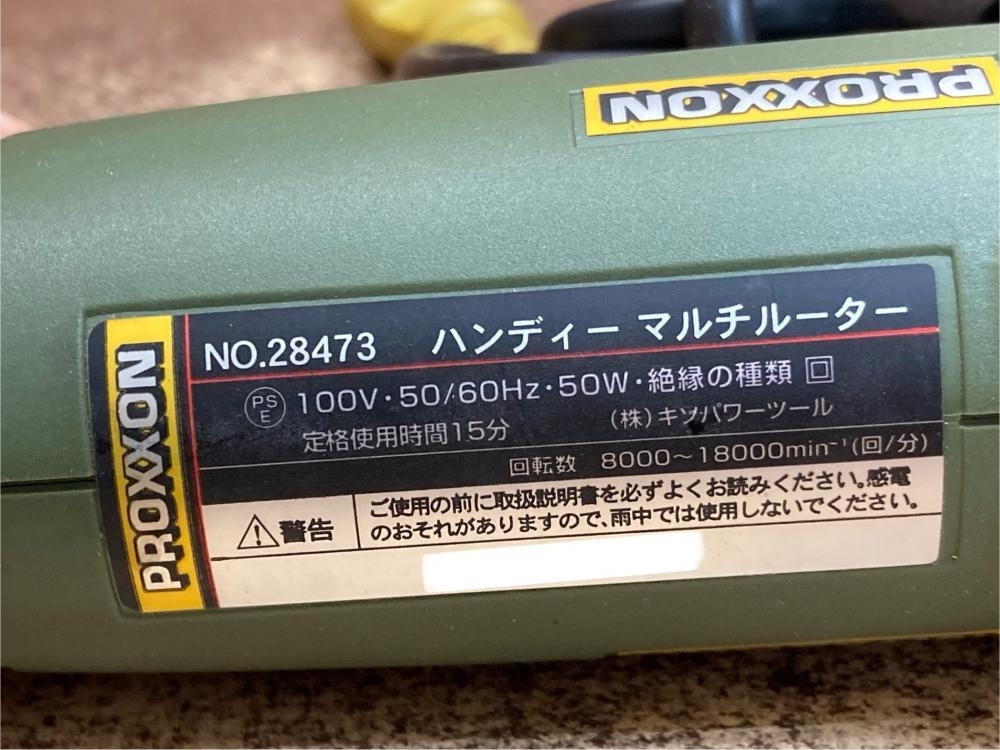 PROXXON
PROXXON
NO.28473 ハンディー マルチルーター
PSE 100V・50/60Hz・50W・絶縁の種類 回
定格使用時間15分 (株)キソパワーツール
回転数 8000～18000min⁻¹(回/分)
警告
ご使用の前に取扱説明書を必ずよくお読みください。感電
のおそれがありますので、雨中では使用しないでください。